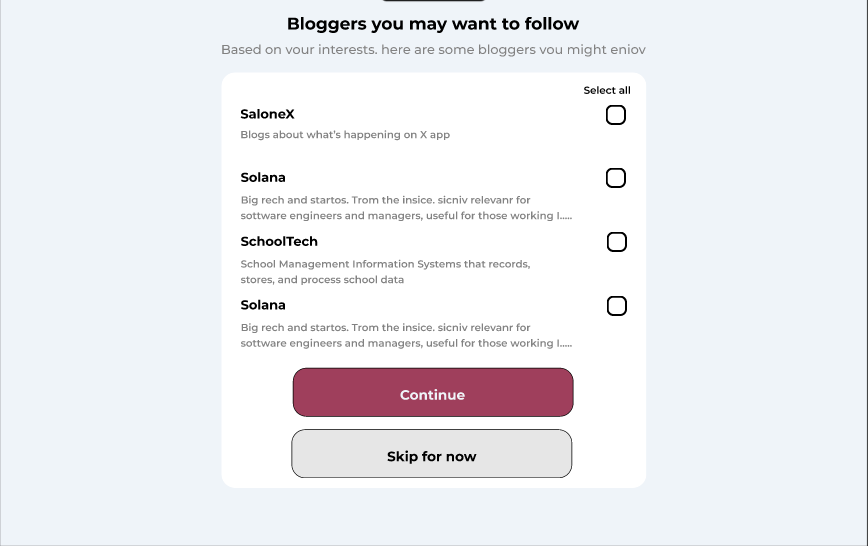 Bloggers you may want to follow
Based on vour interests. here are some bloggers vou might eniov
Select all
SaloneX
Blogs about what's happening on X app
Solana
Big rech and startos. Trom the insice. sicniv relevanr for
sottware engineers and managers, useful for those working I.....
SchoolTech
School Management Information Systems that records,
stores, and process school data
Solana
Big rech and startos. Trom the insice. sicniv relevanr for
sottware engineers and managers, useful for those working I.....
Continue
Skip for now